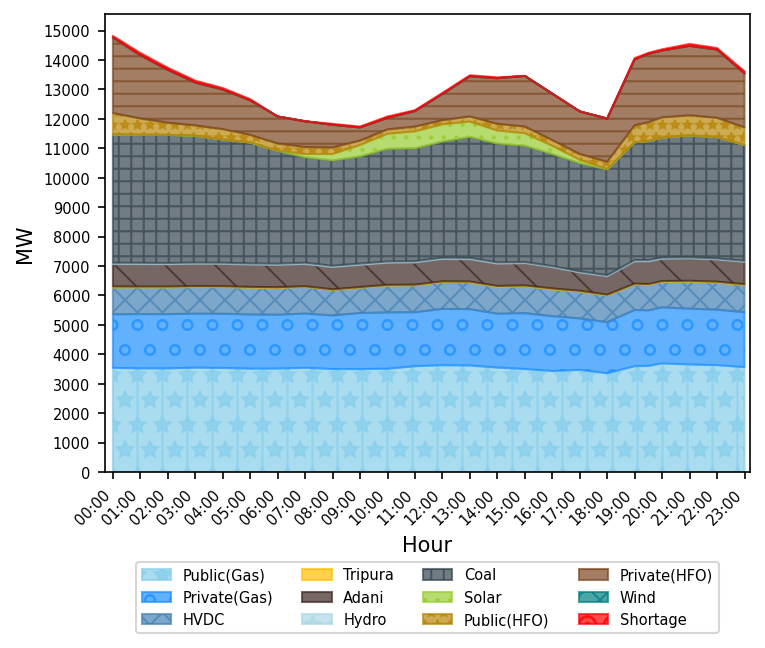 15000
14000
13000
12000
11000
10000
9000
8000
7000
6000
5000
4000
3000
2000
1000
0
MW
00:00 01:00 02:00 03:00 04:00 05:00 06:00 07:00 08:00 09:00 10:00 11:00 12:00 13:00 14:00 15:00 16:00 17:00 18:00 19:00 20:00 21:00 22:00 23:00
Hour
Public(Gas) Tripura Coal Private(HFO)
Private(Gas) Adani Solar Wind
HVDC Hydro Public(HFO) Shortage